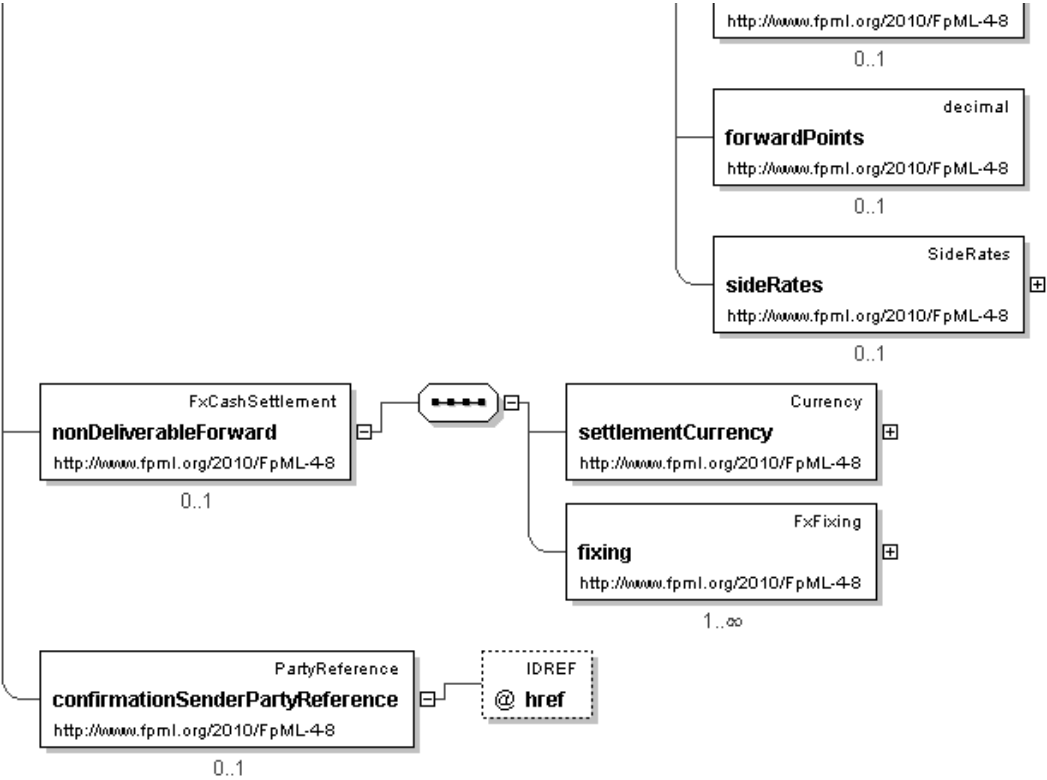 http://www.fpml.org/2010/FpML-4-8
0..1
decimal
forwardPoints
http://www.fpml.org/2010/FpML-4-8
0..1
SideRates
sideRates
http://www.fpml.org/2010/FpML-4-8
0..1
FxCashSettlement
nonDeliverableForward
http://www.fpml.org/2010/FpML-4-8
0..1
Currency
settlementCurrency
http://www.fpml.org/2010/FpML-4-8
FxFixing
fixing
http://www.fpml.org/2010/FpML-4-8
1..∞
PartyReference
confirmationSenderPartyReference
http://www.fpml.org/2010/FpML-4-8
0..1
IDREF
@ href